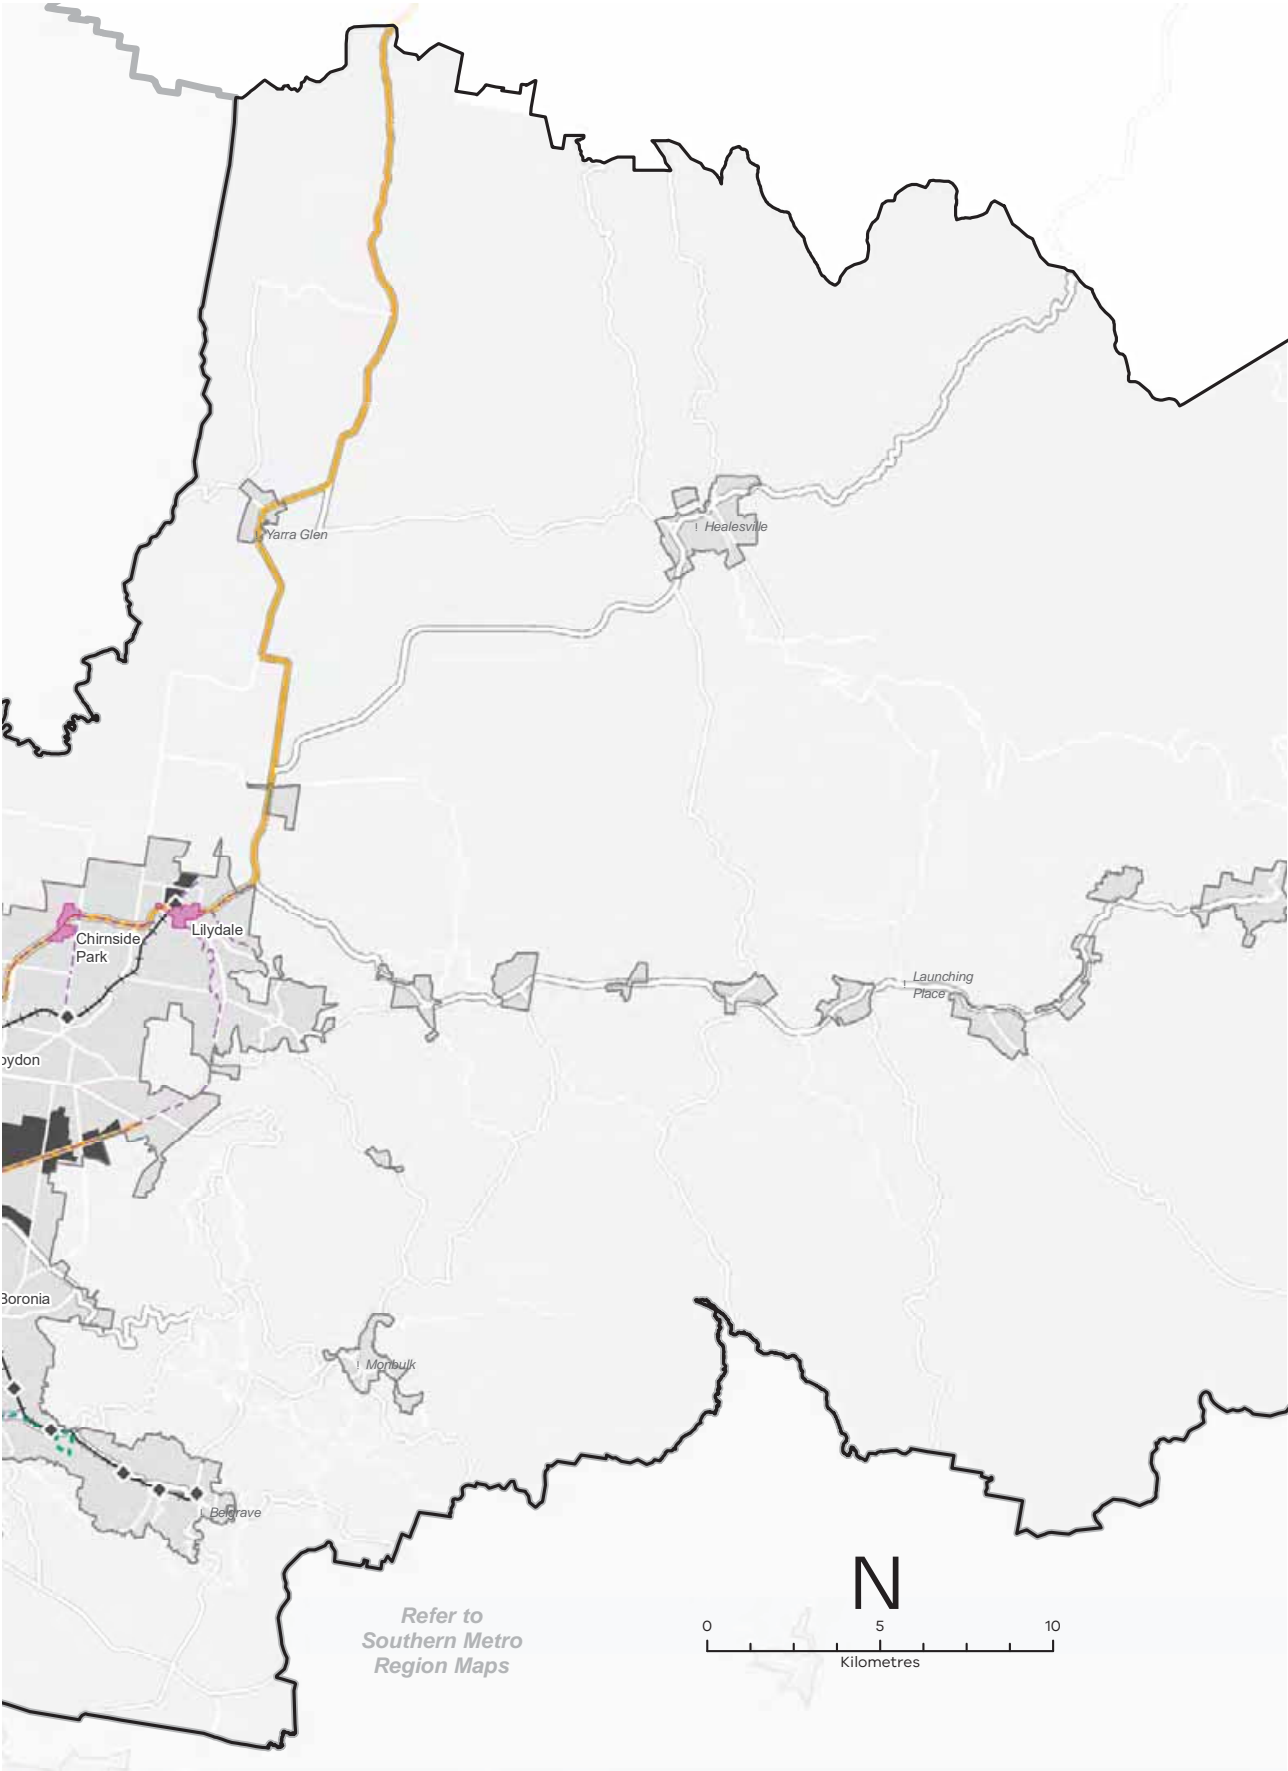 Yarra Glen
Healesville
Chirnside
Park
Lilydale
Launching
Place
oydon
Boronia
Monbulk
Belgrave
Refer to
Southern Metro
Region Maps
N
0 5 10
Kilometres